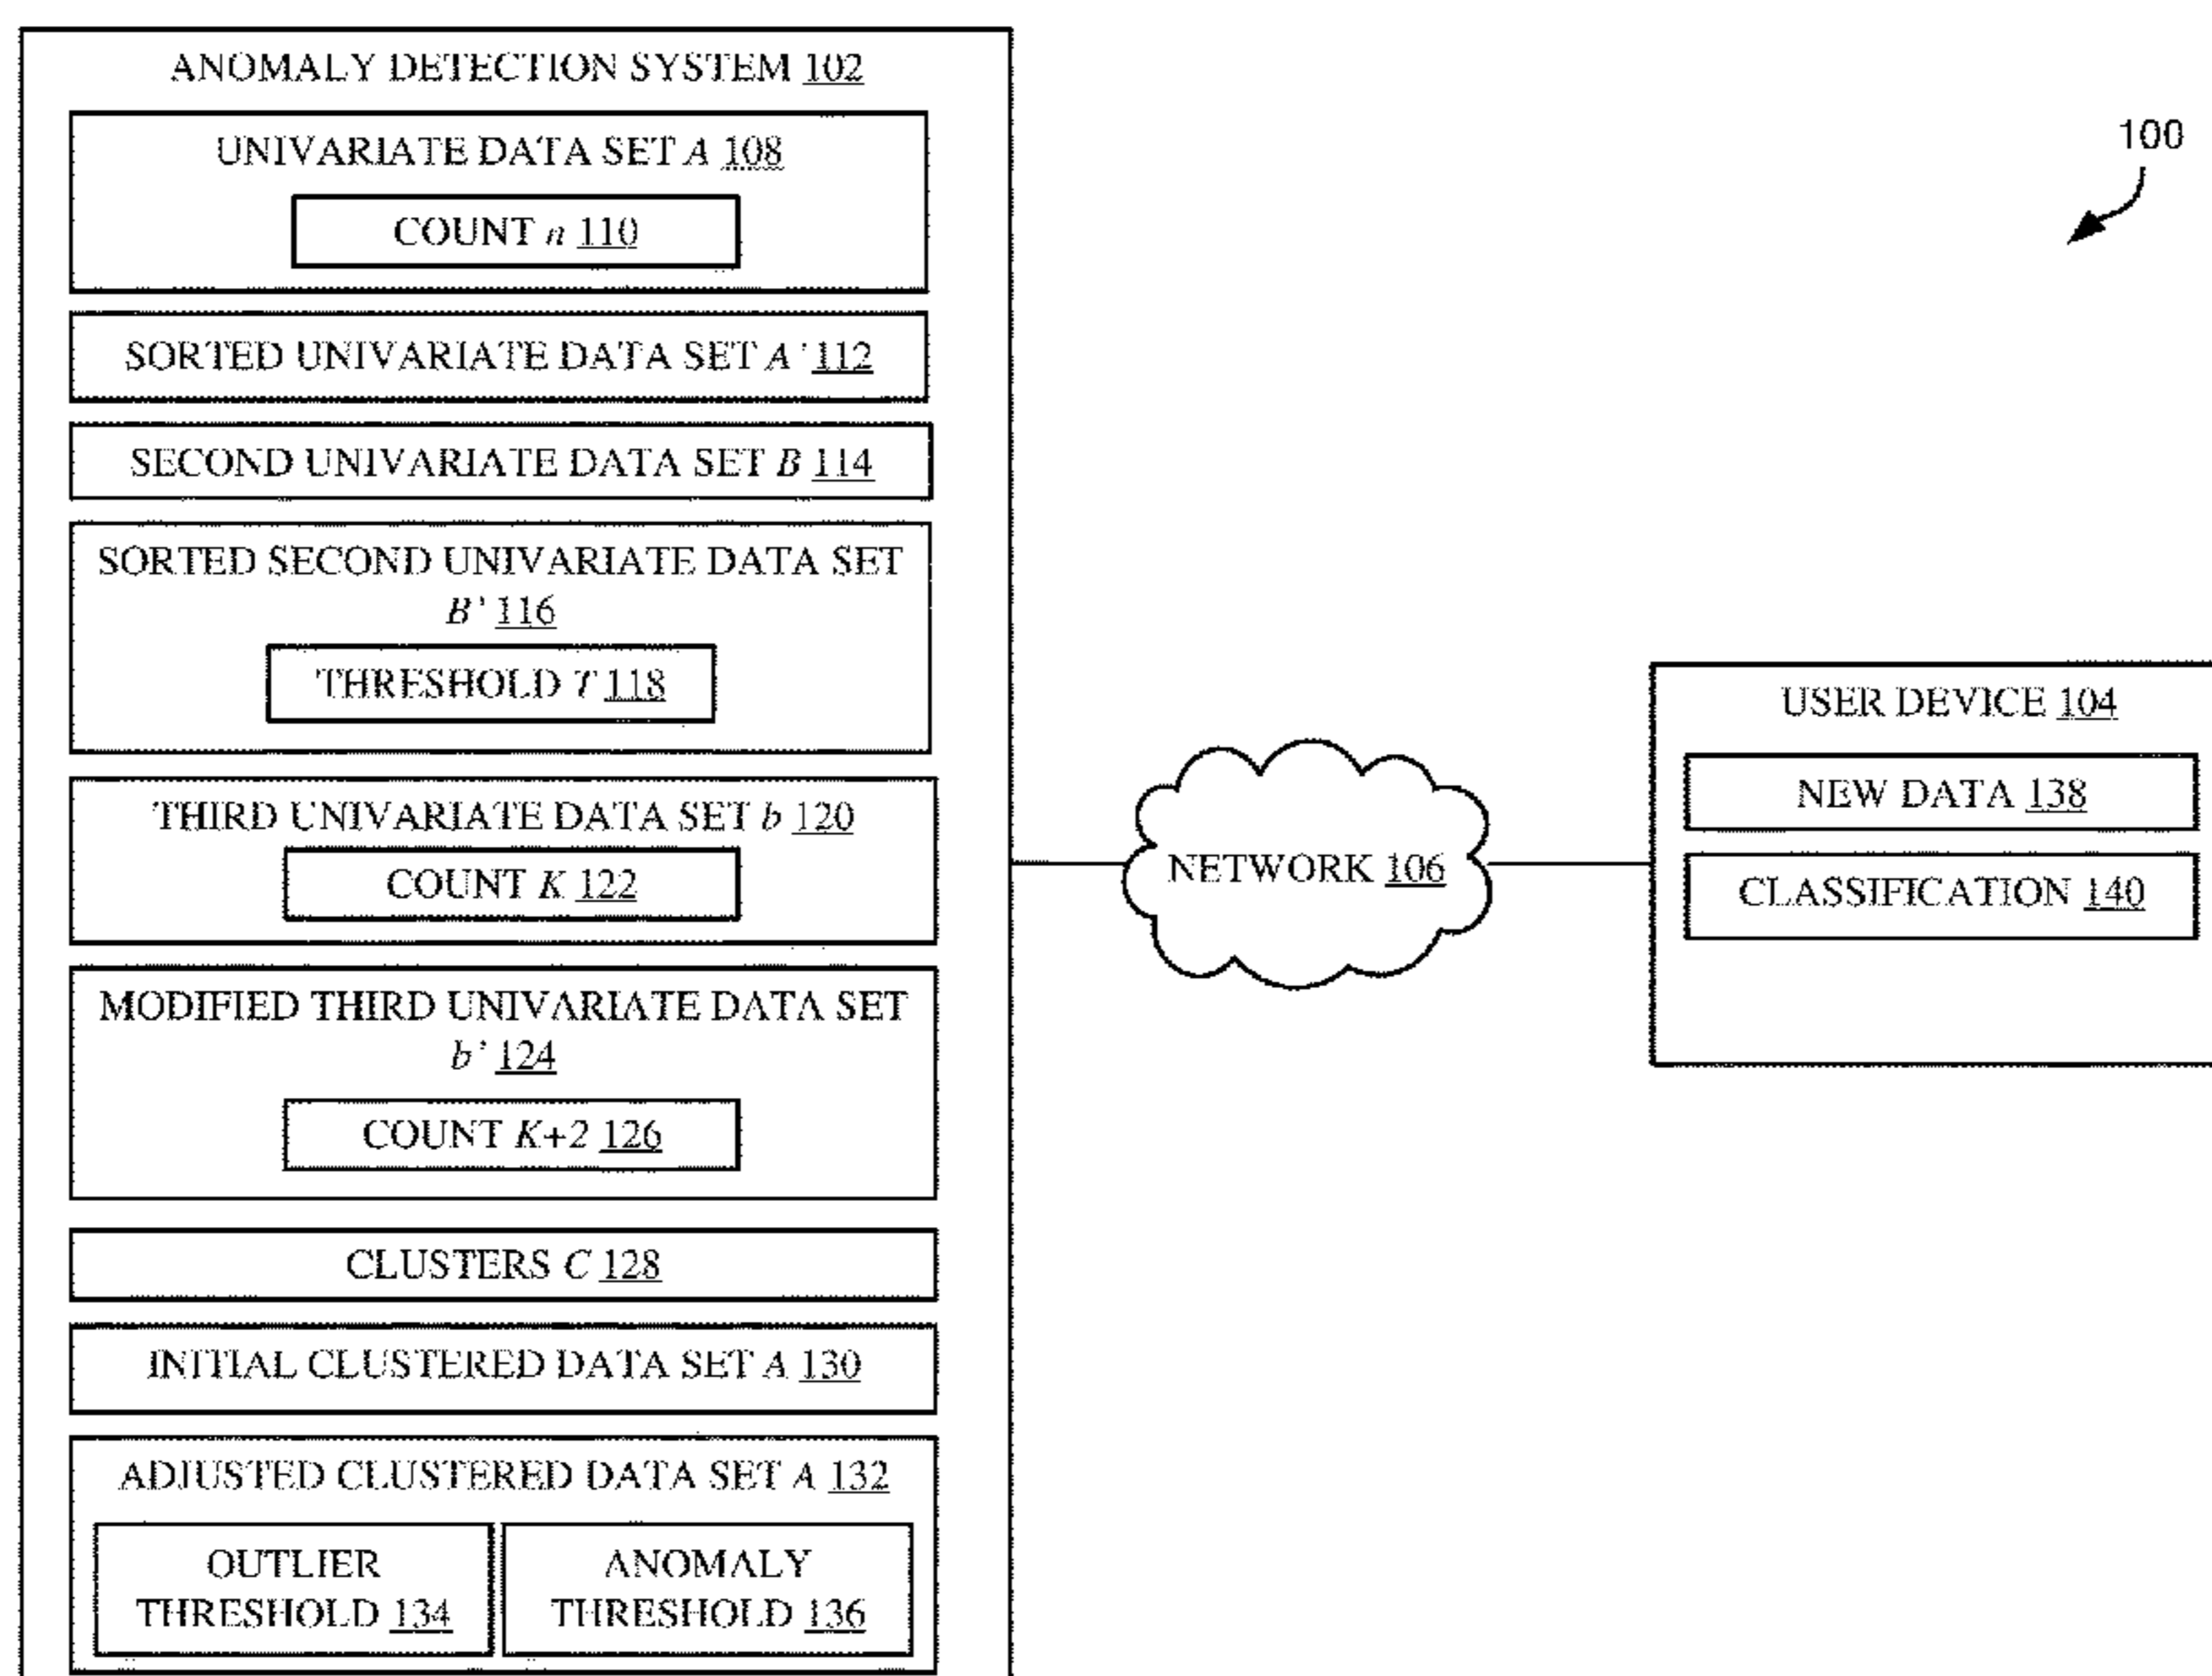 ANOMALY DETECTION SYSTEM 102
UNIVARIATE DATA SET A 108
COUNT n 110
SORTED UNIVARIATE DATA SET A' 112
SECOND UNIVARIATE DATA SET B 114
SORTED SECOND UNIVARIATE DATA SET
B' 116
THRESHOLD T 118
THIRD UNIVARIATE DATA SET b 120
COUNT K 122
MODIFIED THIRD UNIVARIATE DATA SET
b' 124
COUNT K+2 126
CLUSTERS C 128
INITIAL CLUSTERED DATA SET A 130
ADJUSTED CLUSTERED DATA SET A 132
OUTLIER
THRESHOLD 134
ANOMALY
THRESHOLD 136
NETWORK 106
100
USER DEVICE 104
NEW DATA 138
CLASSIFICATION 140